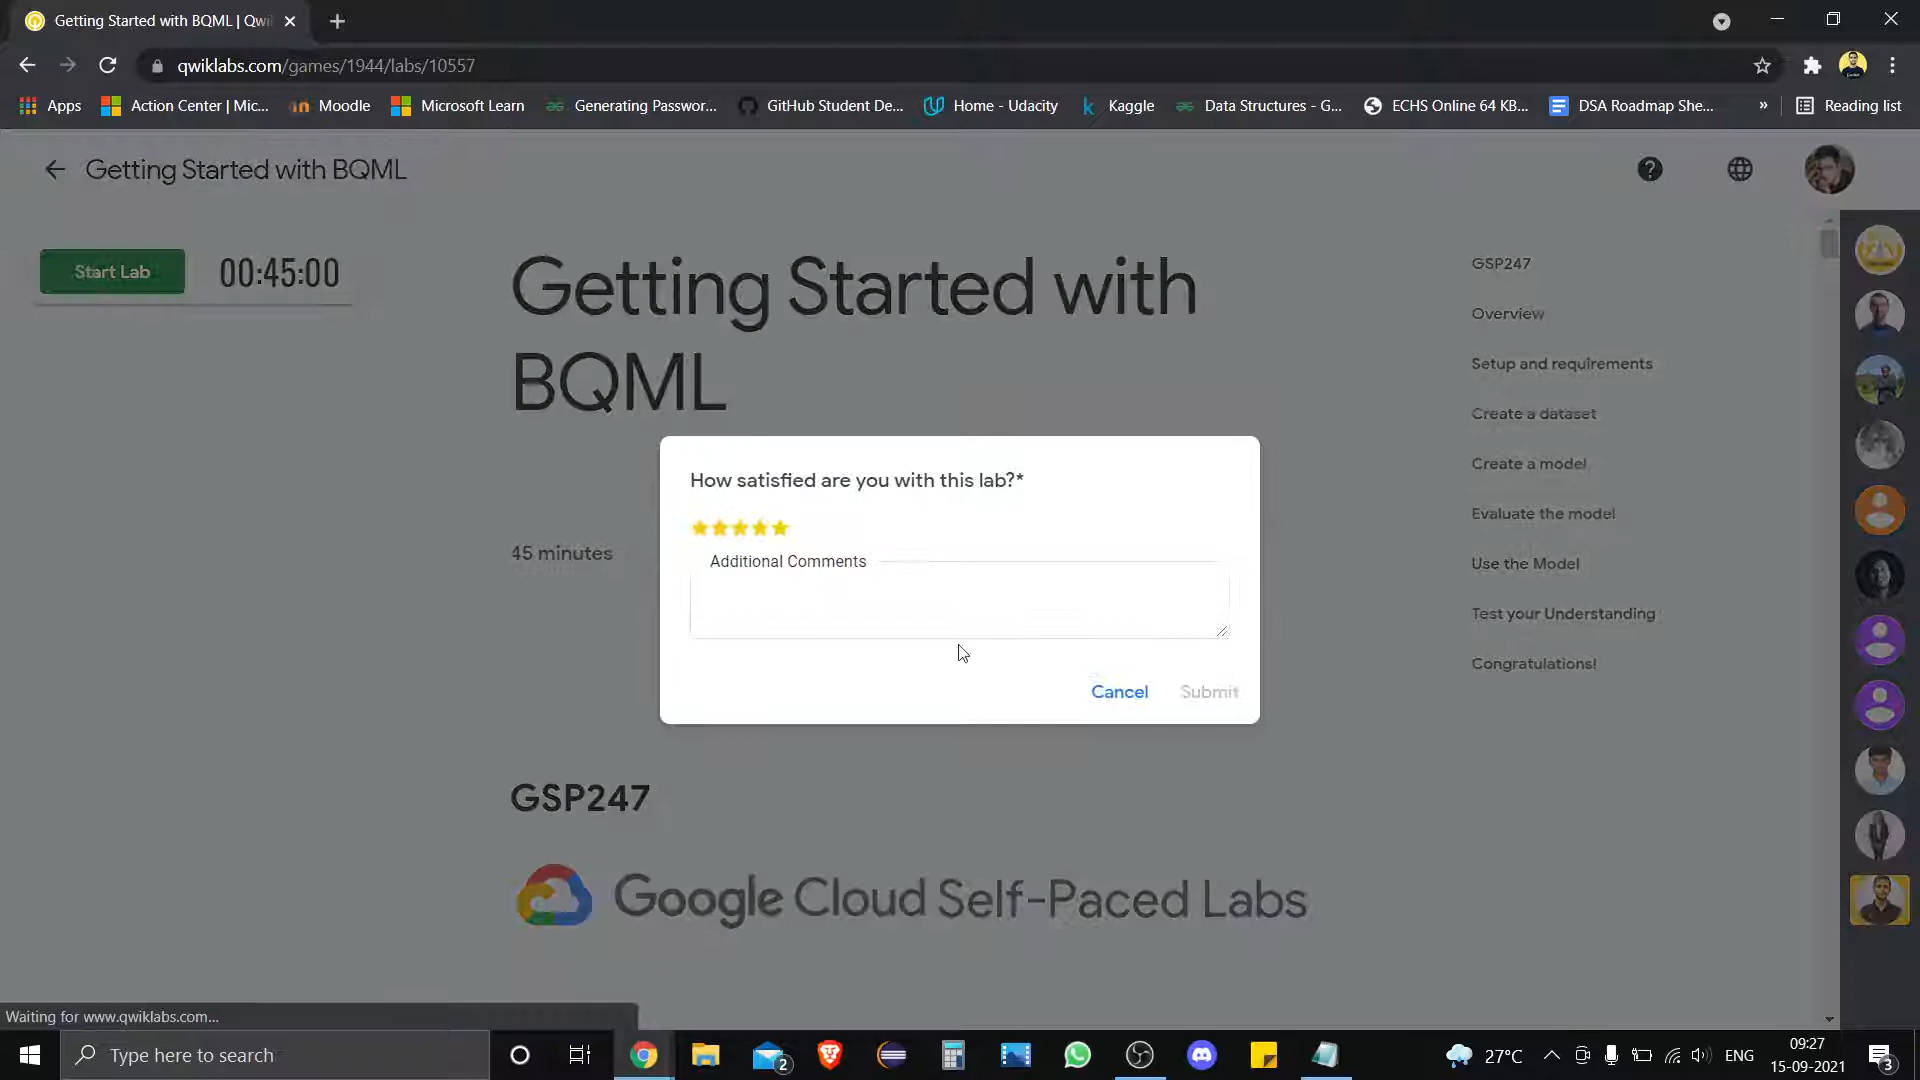 Getting Started with BQML | Qwi
qwiklabs.com/games/1944/labs/10557
Apps
Action Center | Mic...
Moodle
Microsoft Learn
Generating Passwor...
GitHub Student De...
Home - Udacity
Kaggle
Data Structures - G...
ECHS Online 64 KB...
DSA Roadmap She...
»
Reading list
Getting Started with BQML
Start Lab
00:45:00
Getting Started with
BQML
45 minutes
GSP247
Google Cloud Self-Paced Labs
GSP247
Overview
Setup and requirements
Create a dataset
Create a model
Evaluate the model
Use the Model
Test your Understanding
Congratulations!
How satisfied are you with this lab?*
Additional Comments
Cancel
Submit
Waiting for www.qwiklabs.com...
Type here to search
2
27°C
ENG
09:27
15-09-2021
3